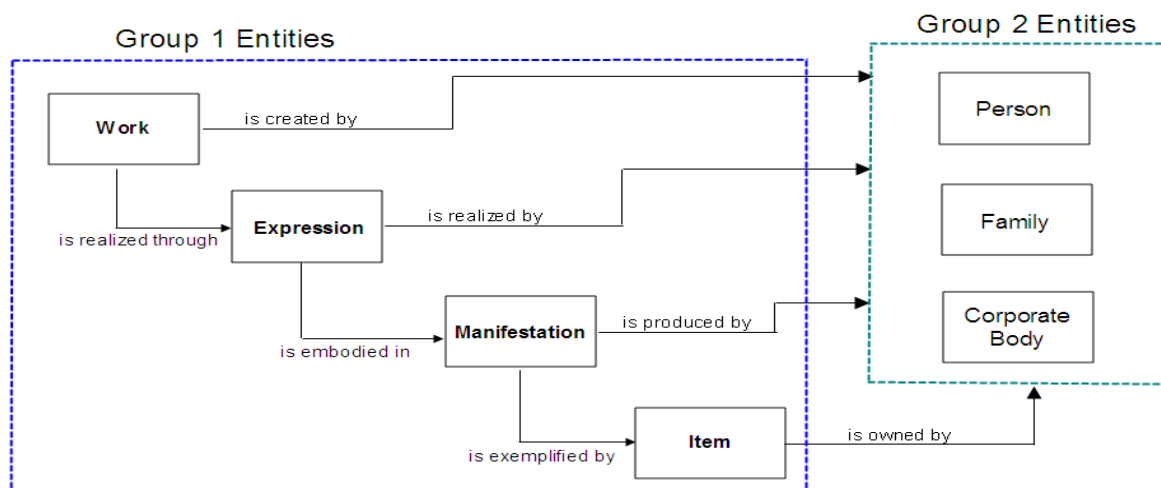 Group 1 Entities
Group 2 Entities
Work
is created by
Person
is realized through
Expression
is realized by
Family
is embodied in
Manifestation
is produced by
Corporate
Body
is exemplified by
Item
is owned by